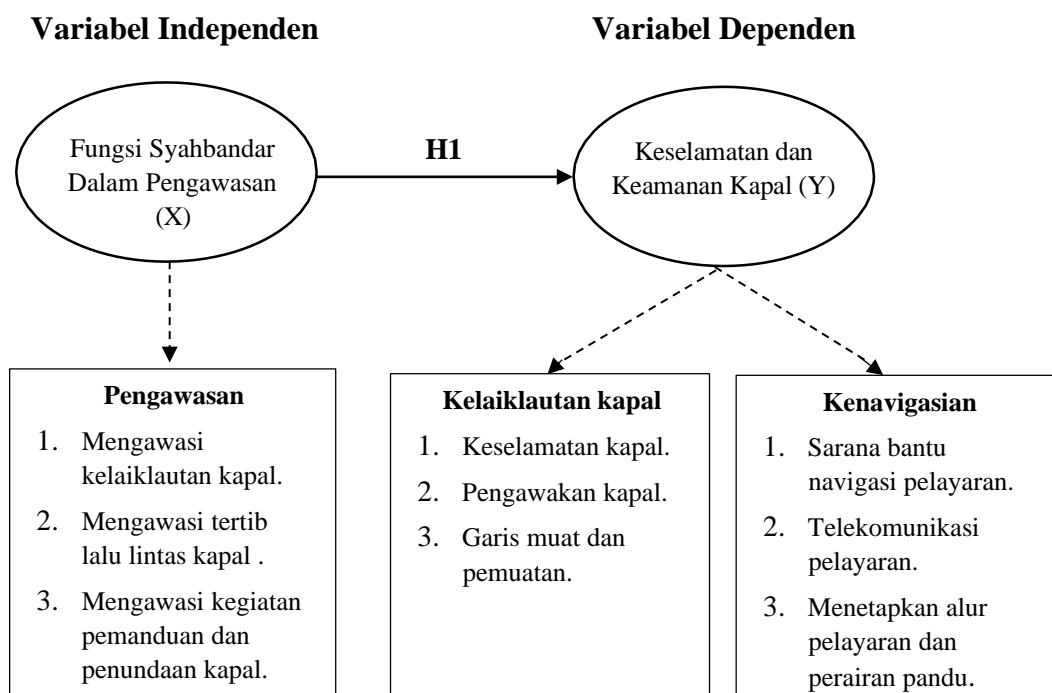 Variabel Independen
Variabel Dependen
Fungsi Syahbandar
Dalam Pengawasan
(X)
H1
Keselamatan dan
Keamanan Kapal (Y)
Pengawasan
1. Mengawasi
kelaiklautan kapal.
2. Mengawasi tertib
lalu lintas kapal .
3. Mengawasi kegiatan
pemanduan dan
penundaan kapal.
Kelaiklautan kapal
1. Keselamatan kapal.
2. Pengawakan kapal.
3. Garis muat dan
pemuatan.
Kenavigasian
1. Sarana bantu
navigasi pelayaran.
2. Telekomunikasi
pelayaran.
3. Menetapkan alur
pelayaran dan
perairan pandu.